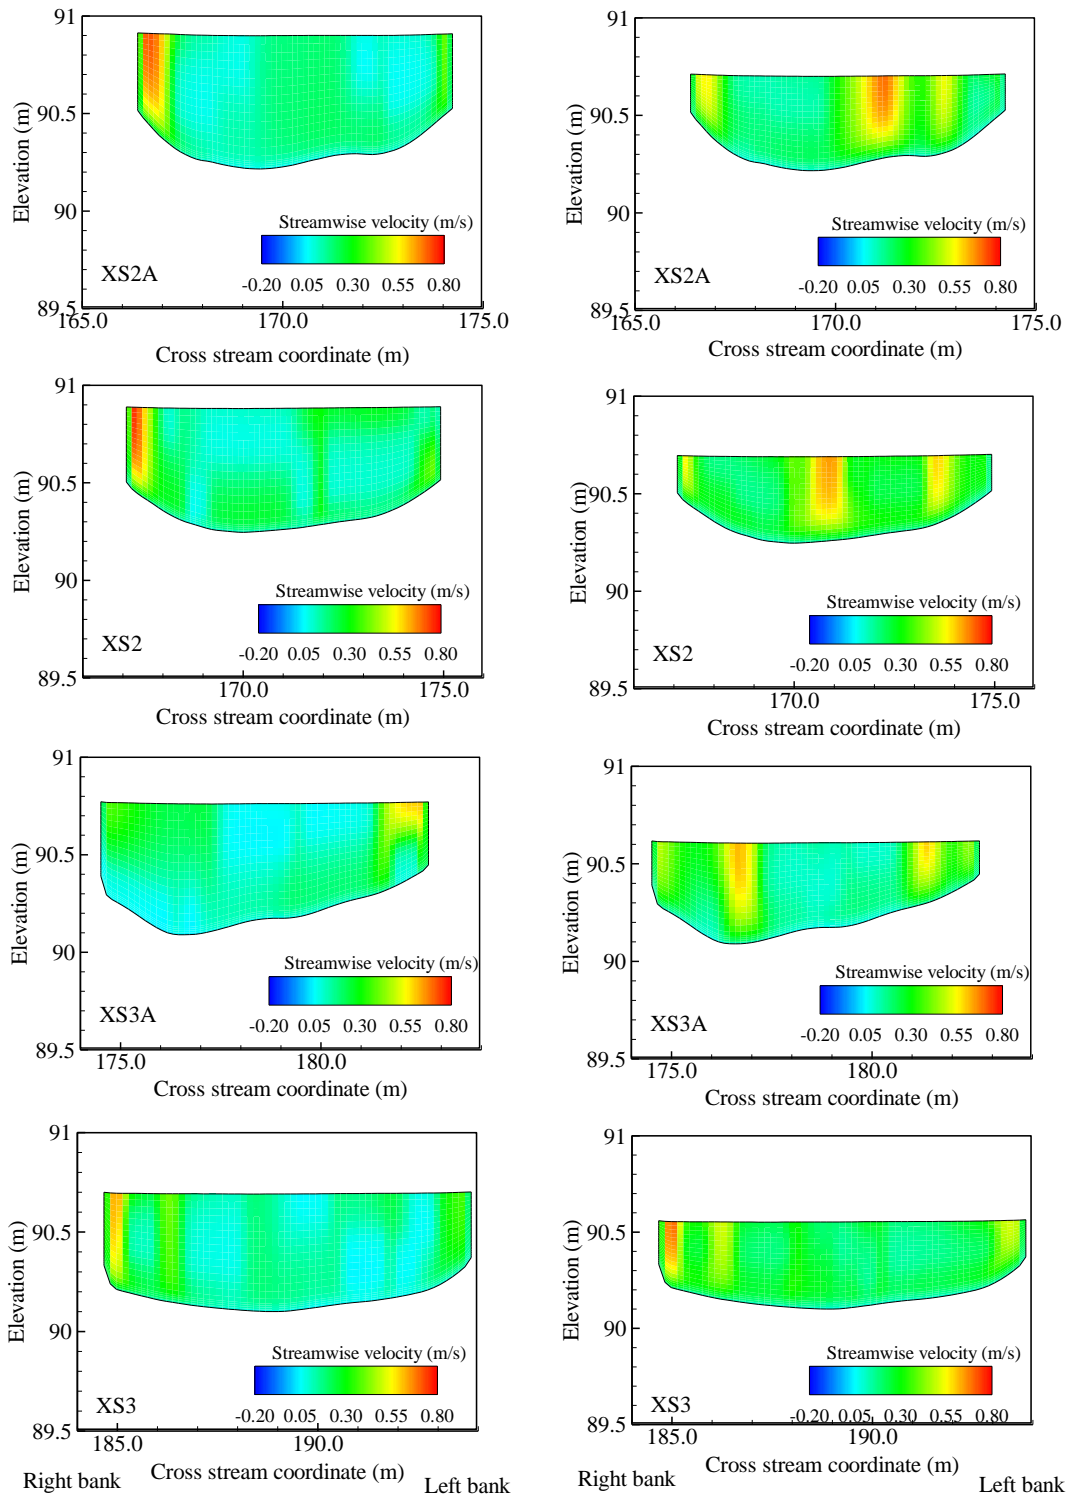 91
90.5
90
89.5
Elevation (m)
Streamwise velocity (m/s)
-0.20 0.05 0.30 0.55 0.80
XS2A
165.0 170.0 175.0
Cross stream coordinate (m)
91
90.5
90
89.5
Elevation (m)
Streamwise velocity (m/s)
-0.20 0.05 0.30 0.55 0.80
XS2A
165.0 170.0 175.0
Cross stream coordinate (m)
91
90.5
90
89.5
Elevation (m)
Streamwise velocity (m/s)
-0.20 0.05 0.30 0.55 0.80
XS2
170.0 175.0
Cross stream coordinate (m)
91
90.5
90
89.5
Elevation (m)
Streamwise velocity (m/s)
-0.20 0.05 0.30 0.55 0.80
XS2
170.0 175.0
Cross stream coordinate (m)
91
90.5
90
89.5
Elevation (m)
Streamwise velocity (m/s)
-0.20 0.05 0.30 0.55 0.80
XS3A
175.0 180.0
Cross stream coordinate (m)
91
90.5
90
89.5
Elevation (m)
Streamwise velocity (m/s)
-0.20 0.05 0.30 0.55 0.80
XS3A
175.0 180.0
Cross stream coordinate (m)
91
90.5
90
89.5
Elevation (m)
Streamwise velocity (m/s)
-0.20 0.05 0.30 0.55 0.80
XS3
185.0 190.0
Right bank Cross stream coordinate (m) Left bank
91
90.5
90
89.5
Elevation (m)
Streamwise velocity (m/s)
-0.20 0.05 0.30 0.55 0.80
XS3
185.0 190.0
Right bank Cross stream coordinate (m) Left bank